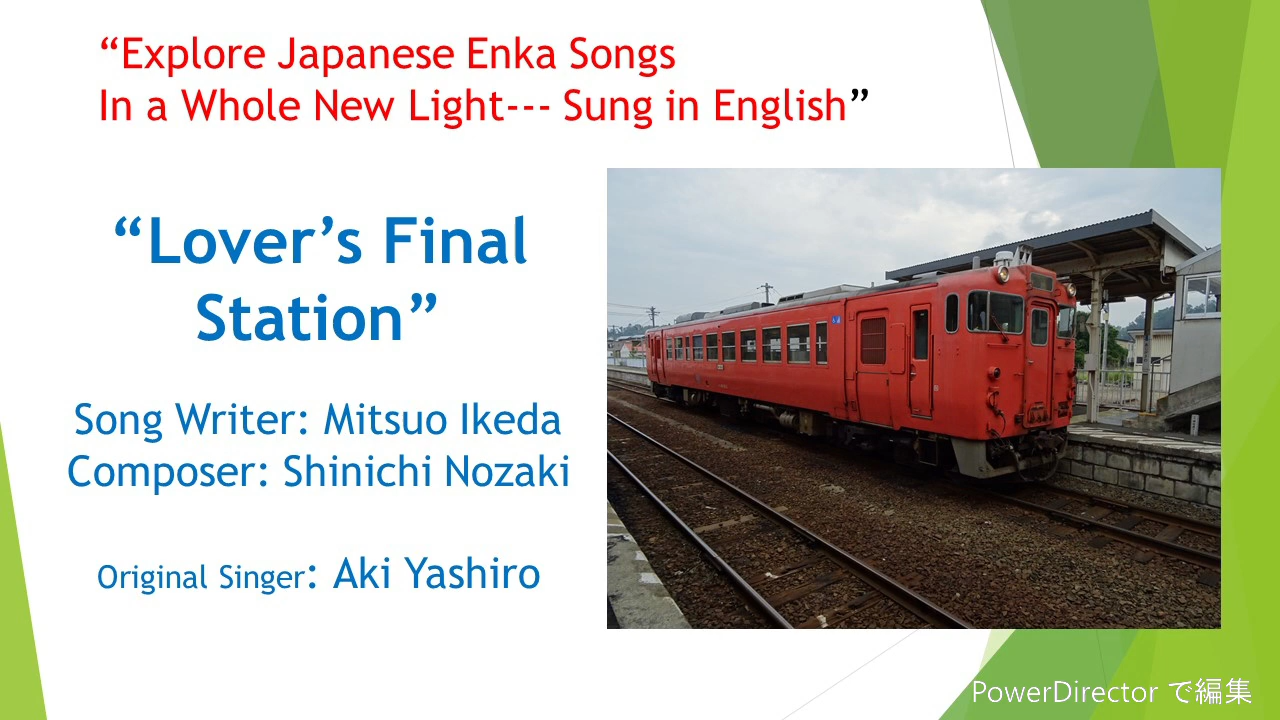 “Explore Japanese Enka Songs
In a Whole New Light--- Sung in English”
“Lover’s Final
Station”
Song Writer: Mitsuo Ikeda
Composer: Shinichi Nozaki
Original Singer: Aki Yashiro
PowerDirector で編集